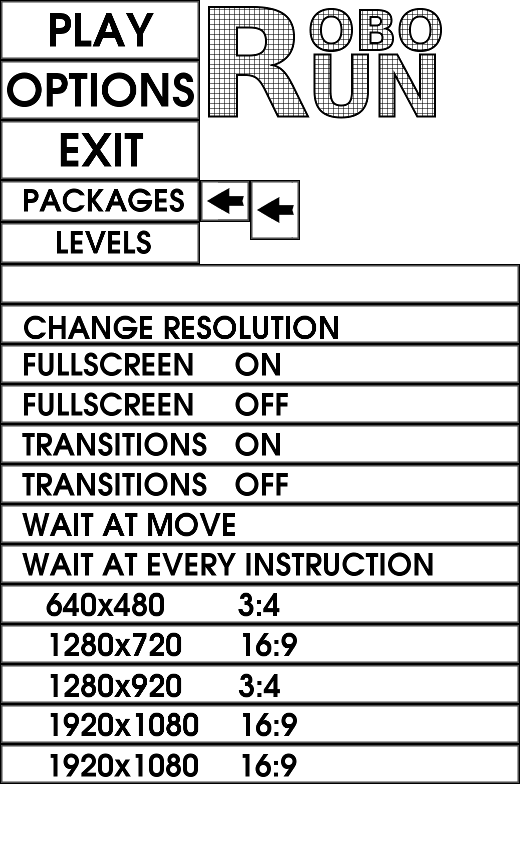 PLAY
ROBO
RUN
OPTIONS
EXIT
PACKAGES
LEVELS
CHANGE RESOLUTION
FULLSCREEN ON
FULLSCREEN OFF
TRANSITIONS ON
TRANSITIONS OFF
WAIT AT MOVE
WAIT AT EVERY INSTRUCTION
640x480 3:4
1280x720 16:9
1280x920 3:4
1920x1080 16:9
1920x1080 16:9